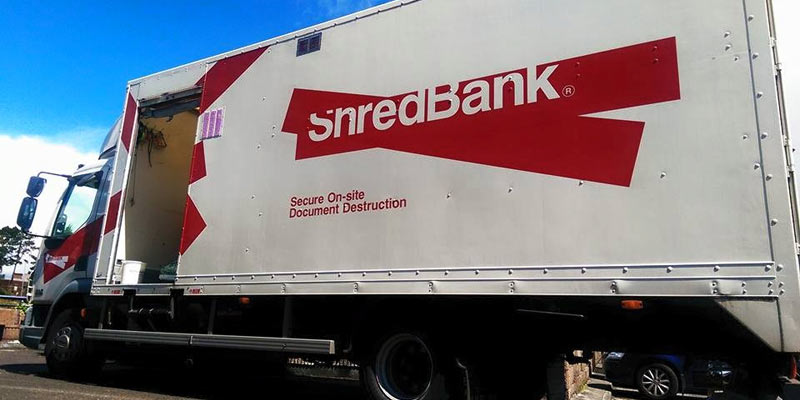 ShredBank®
Secure On-site
Document Destruction